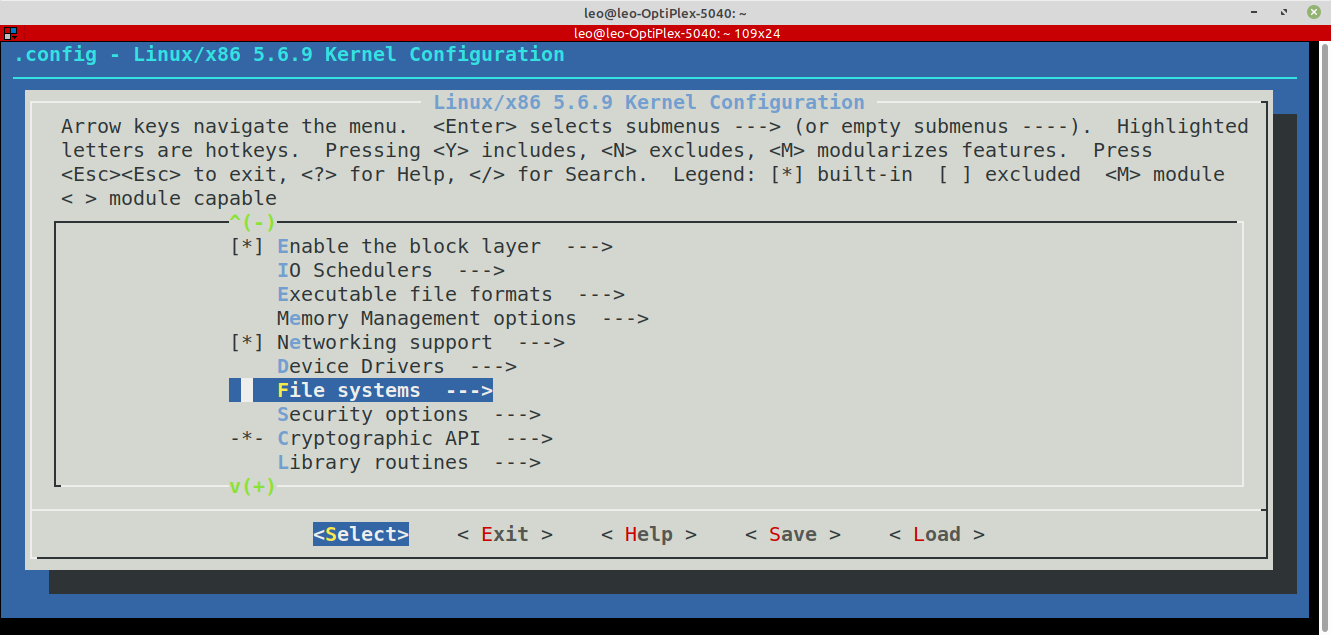 leo@leo-OptiPlex-5040: ~
leo@leo-OptiPlex-5040: ~ 109x24
.config - Linux/x86 5.6.9 Kernel Configuration
Linux/x86 5.6.9 Kernel Configuration
Arrow keys navigate the menu.  <Enter> selects submenus ---> (or empty submenus ----).  Highlighted
letters are hotkeys.  Pressing <Y> includes, <N> excludes, <M> modularizes features.  Press
<Esc><Esc> to exit, <?> for Help, </> for Search.  Legend: [*] built-in  [ ] excluded  <M> module
< > module capable
^(-)
[*] Enable the block layer  --->
IO Schedulers  --->
Executable file formats  --->
Memory Management options  --->
[*] Networking support  --->
Device Drivers  --->
File systems  --->
Security options  --->
-*- Cryptographic API  --->
Library routines  --->
v(+)
<Select>    < Exit >    < Help >    < Save >    < Load >